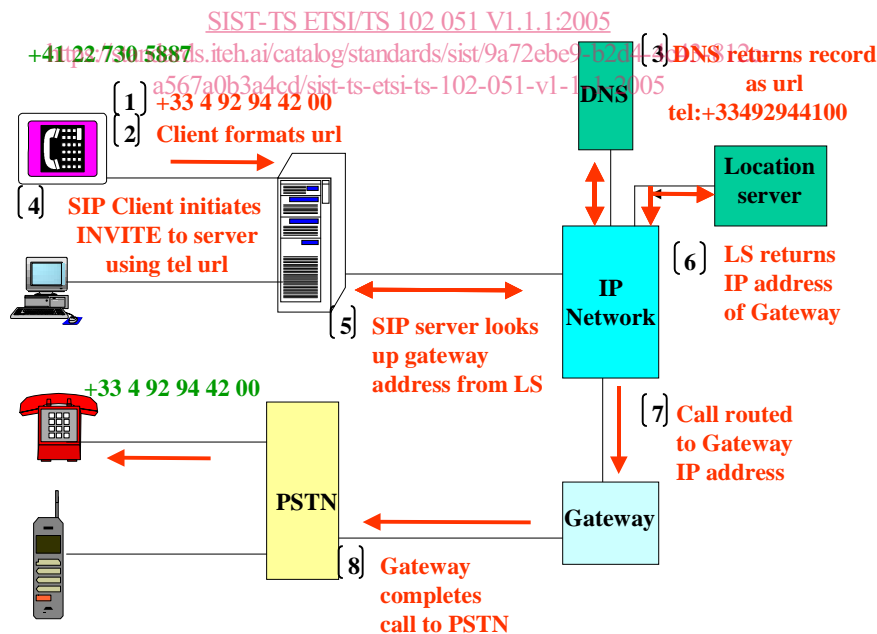 SIST-TS ETSI/TS 102 051 V1.1.1:2005
+41 22 730 5887
a567a0b3a4cd/sist-ts-etsi-ts-102-051-v1-1-1-2005
[1] +33 4 92 94 42 00
[2] Client formats url
DNS
[3] DNS returns record
as url
tel:+33492944100
Location
server
[4] SIP Client initiates
INVITE to server
using tel url
IP
Network
[5] SIP server looks
up gateway
address from LS
[6] LS returns
IP address
of Gateway
+33 4 92 94 42 00
[7] Call routed
to Gateway
IP address
PSTN
Gateway
[8] Gateway
completes
call to PSTN